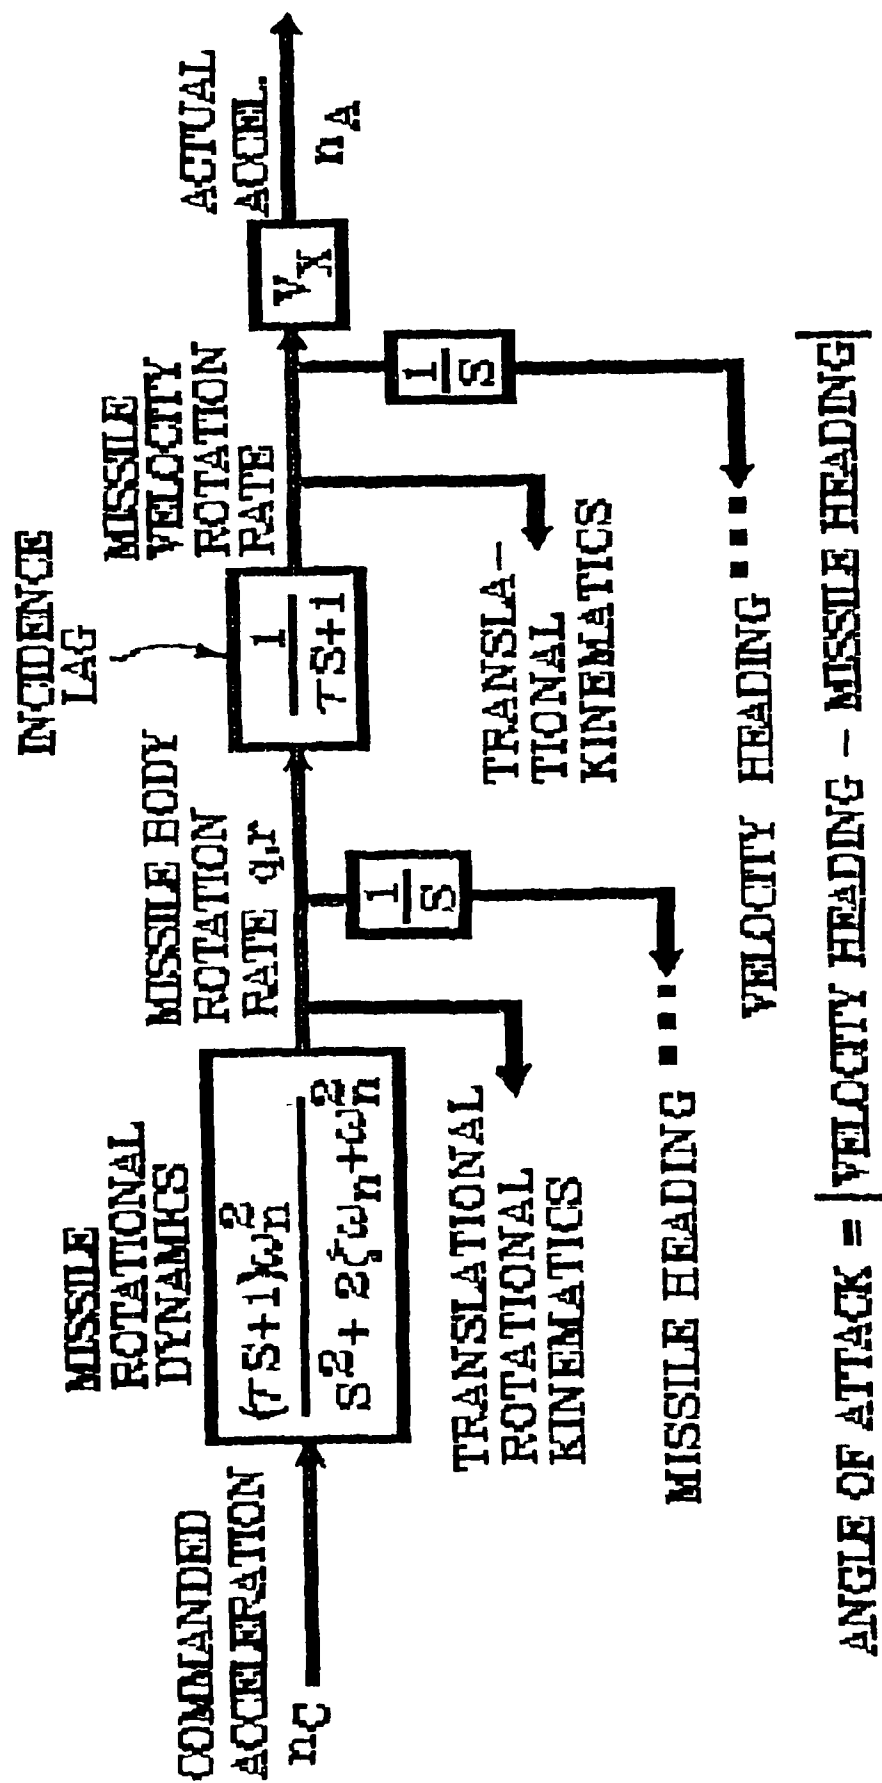 COMMANDED
ACCELERATION
nC
MISSILE
ROTATIONAL
DYNAMICS
(τS+1)ωn²
S²+2ζωn+ωn²
MISSILE BODY
ROTATION
RATE q,r
INCIDENCE
LAG
1
τS+1
MISSILE
VELOCITY
ROTATION
RATE
VX
ACTUAL
ACCEL.
nA
TRANSLATIONAL
ROTATIONAL
KINEMATICS
1
S
MISSILE HEADING
TRANSLA-
TIONAL
KINEMATICS
1
S
VELOCITY HEADING
ANGLE OF ATTACK = |VELOCITY HEADING - MISSILE HEADING|